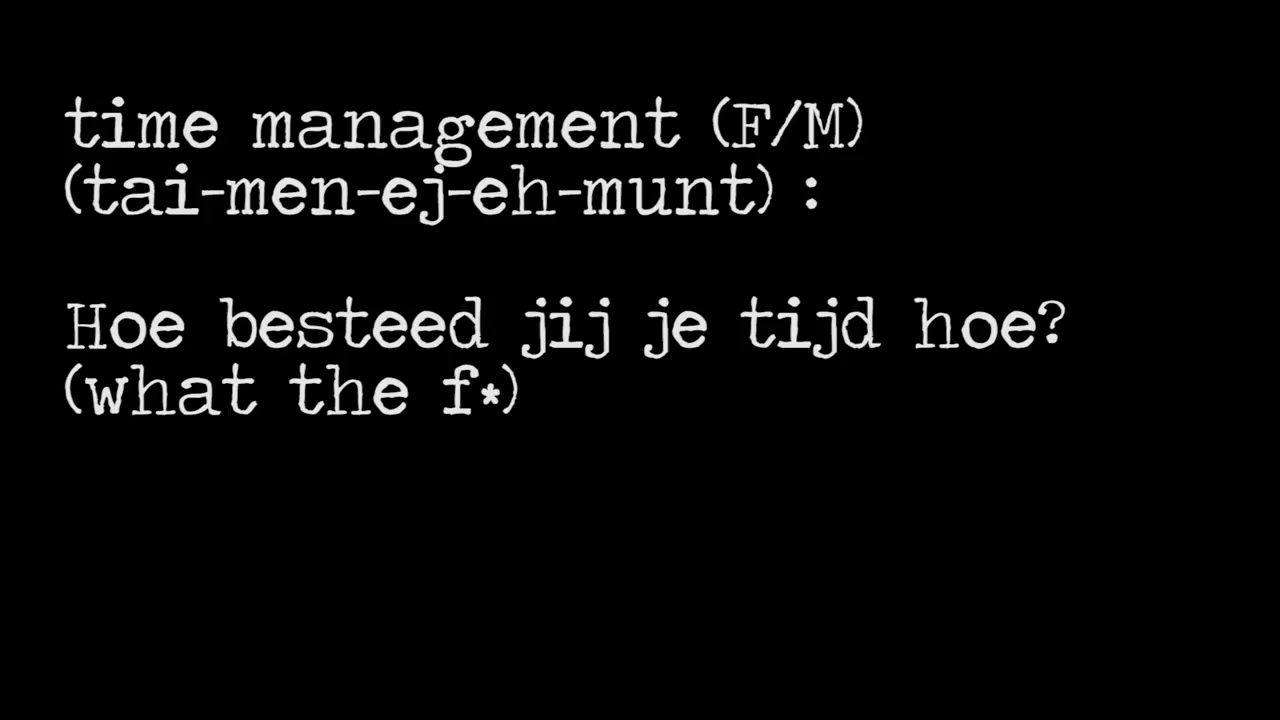 time management (F/M)
(tai-men-ej-eh-munt) :
Hoe besteed jij je tijd hoe?
(what the f*)